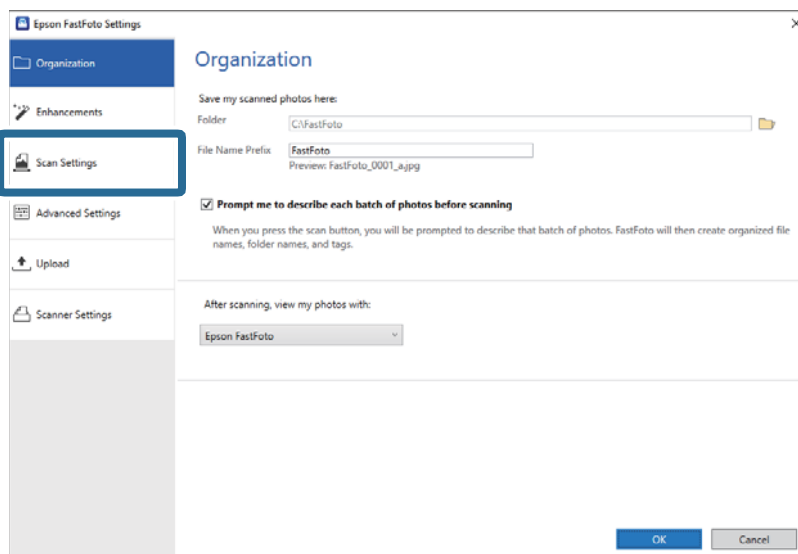 Epson FastFoto Settings
Organization
Enhancements
Scan Settings
Advanced Settings
Upload
Scanner Settings
Organization
Save my scanned photos here:
Folder
C:\FastFoto
File Name Prefix
FastFoto
Preview: FastFoto_0001_a.jpg
Prompt me to describe each batch of photos before scanning
When you press the scan button, you will be prompted to describe that batch of photos. FastFoto will then create organized file
names, folder names, and tags.
After scanning, view my photos with:
Epson FastFoto
OK
Cancel